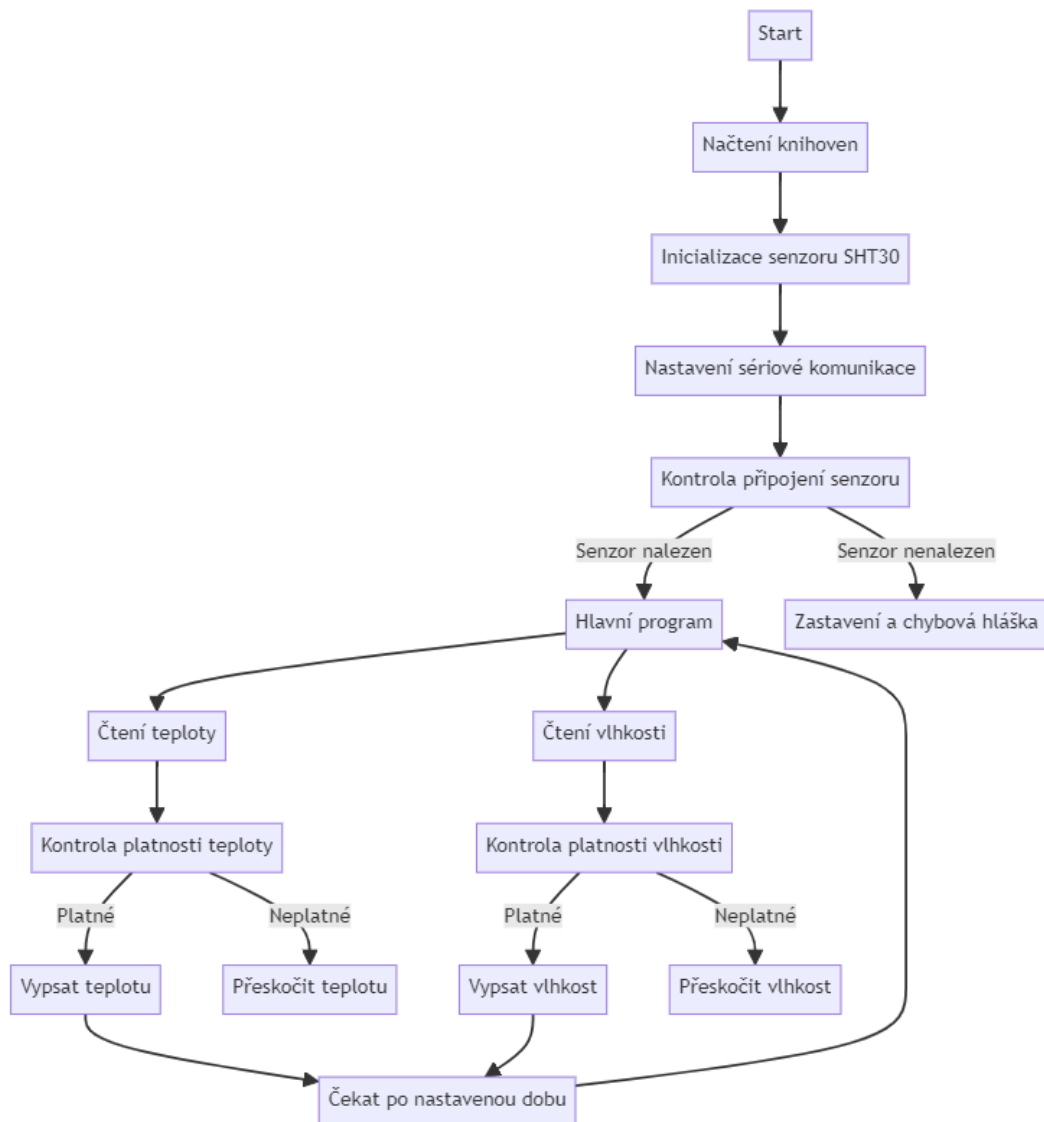 Start
Načtení knihoven
Inicializace senzoru SHT30
Nastavení sériové komunikace
Kontrola připojení senzoru
Senzor nalezen
Senzor nenalezen
Hlavní program
Zastavení a chybová hláška
Čtení teploty
Čtení vlhkosti
Kontrola platnosti teploty
Kontrola platnosti vlhkosti
Platné
Neplatné
Platné
Neplatné
Vypsat teplotu
Přeskočit teplotu
Vypsat vlhkost
Přeskočit vlhkost
Čekat po nastavenou dobu